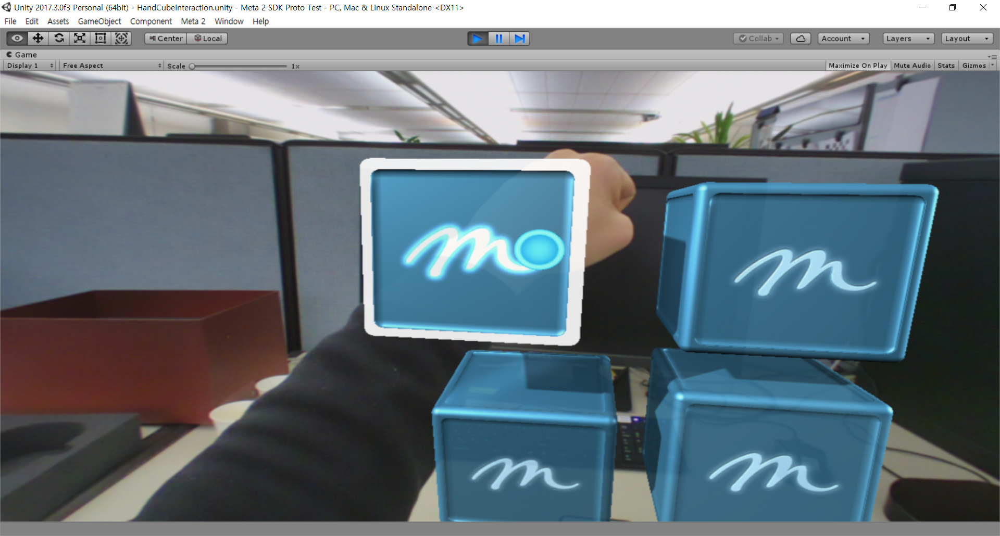 Unity 2017.3.0f3 Personal (64bit) - HandCubeInteraction.unity - Meta 2 SDK Proto Test - PC, Mac & Linux Standalone <DX11>
File Edit Assets GameObject Component Meta 2 Window Help
Center Local Collab Account Layers Layout
Game
Display 1 Free Aspect Scale 1x Maximize On Play Mute Audio Stats Gizmos
m
m
m
m